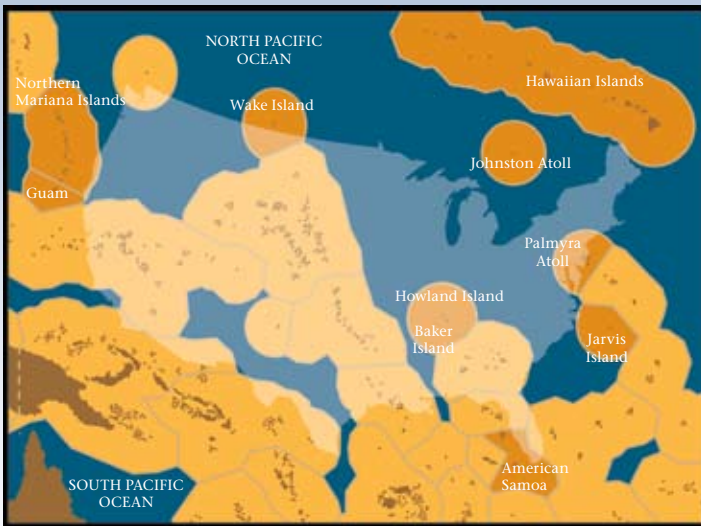 NORTH PACIFIC
OCEAN
Northern
Mariana Islands
Wake Island
Hawaiian Islands
Johnston Atoll
Guam
Palmyra
Atoll
Howland Island
Baker
Island
Jarvis
Island
American
Samoa
SOUTH PACIFIC
OCEAN